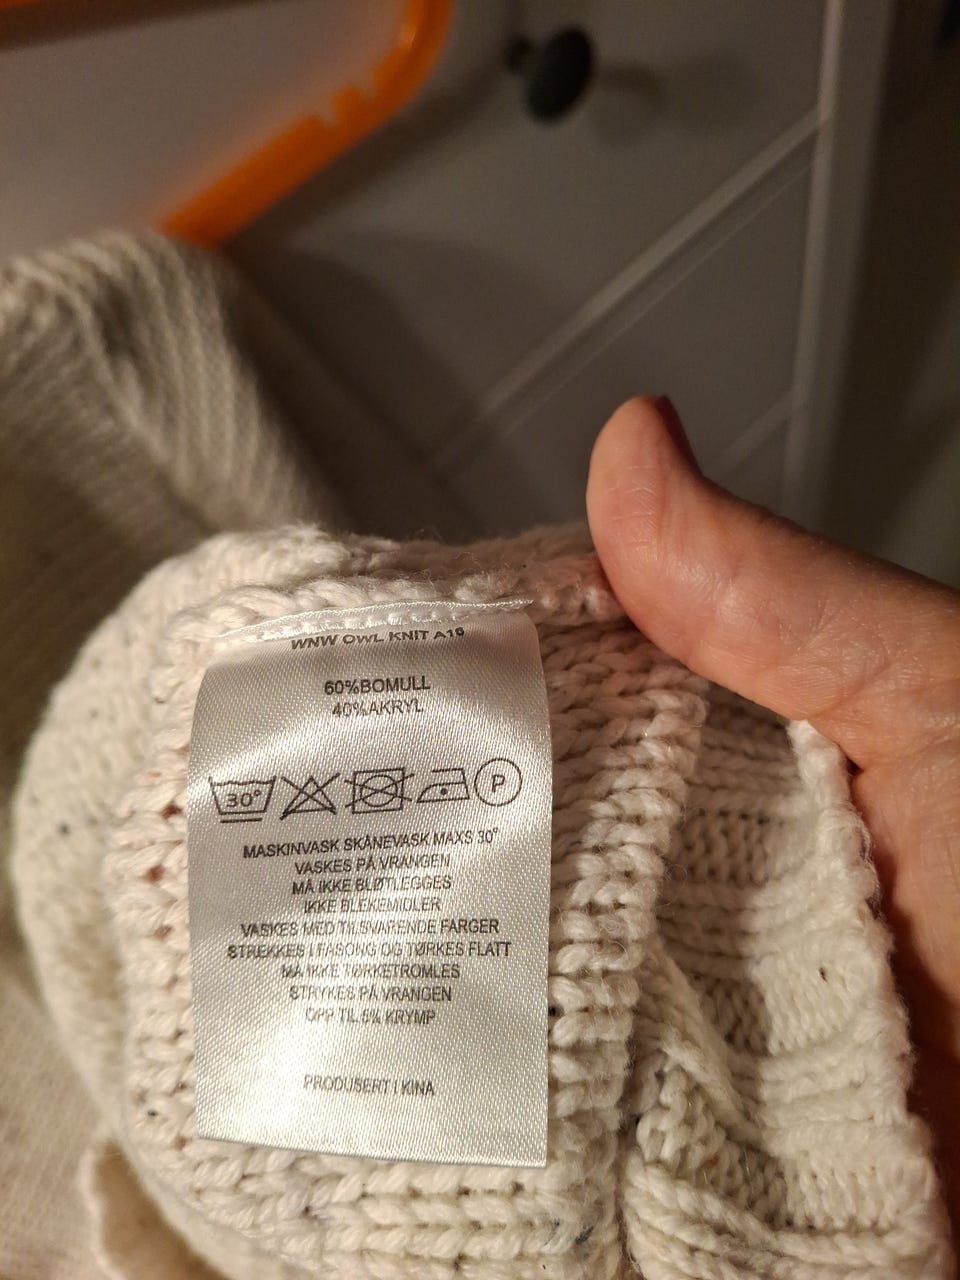 WNW OWL KNIT A16
60%BOMULL
40%AKRYL
30° P
MASKINVASK SKÅNEVASK MAKS 30°
VASKES PÅ VRANGEN
MÅ IKKE BLØTLEGGES
IKKE BLEKEMIDLER
VASKES MED TILSVARENDE FARGER
STREKKES I FASONG OG TØRKES FLATT
MÅ IKKE TØRKETROMLES
STRYKES PÅ VRANGEN
OPP TIL 5% KRYMP
PRODUSERT I KINA